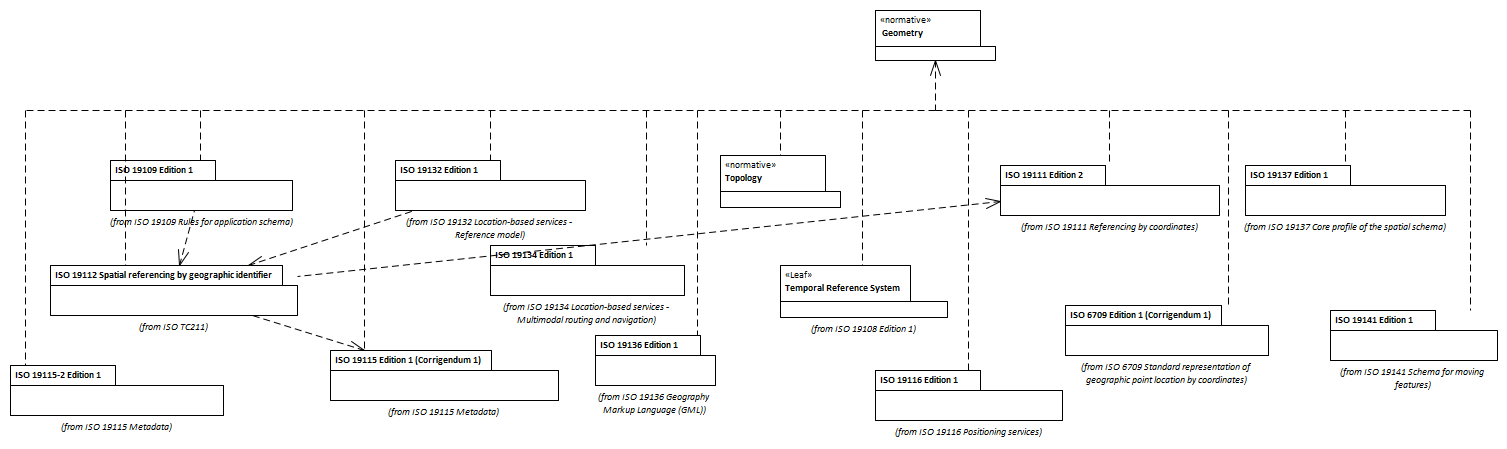 «normative»
Geometry
ISO 19109 Edition 1
(from ISO 19109 Rules for application schema)
ISO 19132 Edition 1
(from ISO 19132 Location-based services -
Reference model)
«normative»
Topology
ISO 19111 Edition 2
(from ISO 19111 Referencing by coordinates)
ISO 19137 Edition 1
(from ISO 19137 Core profile of the spatial schema)
ISO 19112 Spatial referencing by geographic identifier
(from ISO TC211)
ISO 19134 Edition 1
(from ISO 19134 Location-based services -
Multimodal routing and navigation)
«Leaf»
Temporal Reference System
(from ISO 19108 Edition 1)
ISO 6709 Edition 1 (Corrigendum 1)
(from ISO 6709 Standard representation of
geographic point location by coordinates)
ISO 19141 Edition 1
(from ISO 19141 Schema for moving
features)
ISO 19115-2 Edition 1
(from ISO 19115 Metadata)
ISO 19115 Edition 1 (Corrigendum 1)
(from ISO 19115 Metadata)
ISO 19136 Edition 1
(from ISO 19136 Geography
Markup Language (GML))
ISO 19116 Edition 1
(from ISO 19116 Positioning services)